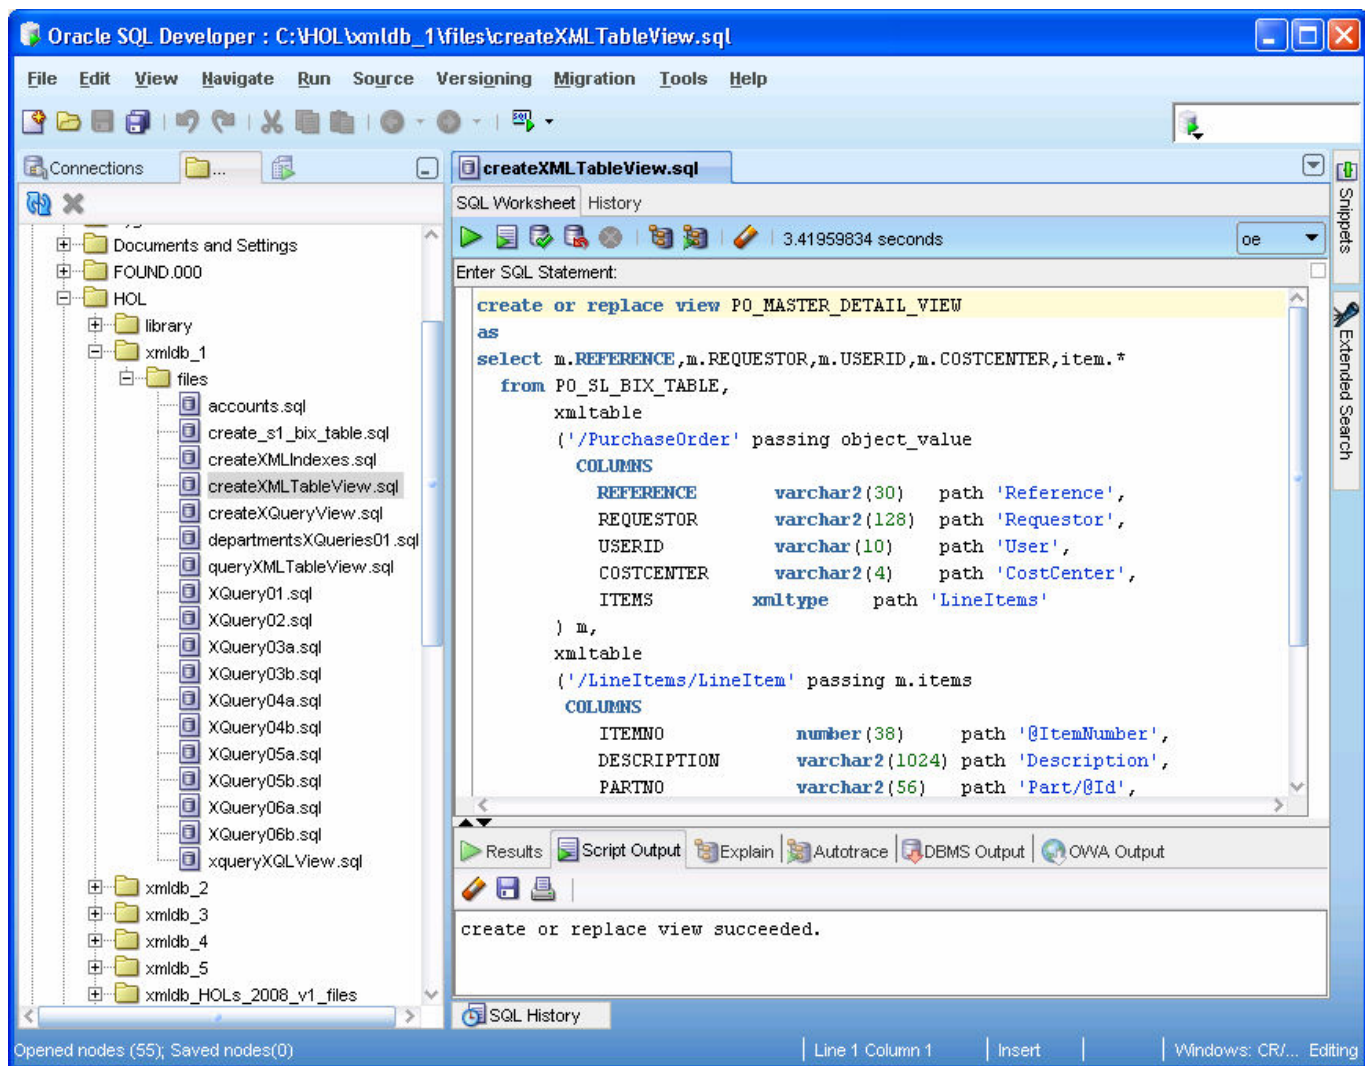 Oracle SQL Developer : C:\HOL\xmldb_1\files\createXMLTableView.sql
File Edit View Navigate Run Source Versioning Migration Tools Help
Connections ...
Documents and Settings
FOUND.000
HOL
library
xmldb_1
files
accounts.sql
create_s1_bix_table.sql
createXMLIndexes.sql
createXMLTableView.sql
createXQueryView.sql
departmentsXQueries01.sql
queryXMLTableView.sql
XQuery01.sql
XQuery02.sql
XQuery03a.sql
XQuery03b.sql
XQuery04a.sql
XQuery04b.sql
XQuery05a.sql
XQuery05b.sql
XQuery06a.sql
XQuery06b.sql
xqueryXQLView.sql
xmldb_2
xmldb_3
xmldb_4
xmldb_5
xmldb_HOLs_2008_v1_files
createXMLTableView.sql
SQL Worksheet History
3.41959834 seconds
oe
Enter SQL Statement:
create or replace view PO_MASTER_DETAIL_VIEW
as
select m.REFERENCE,m.REQUESTOR,m.USERID,m.COSTCENTER,item.*
from PO_SL_BIX_TABLE,
xmltable
('/PurchaseOrder' passing object_value
COLUMNS
REFERENCE varchar2(30) path 'Reference',
REQUESTOR varchar2(128) path 'Requestor',
USERID varchar(10) path 'User',
COSTCENTER varchar2(4) path 'CostCenter',
ITEMS xmltype path 'LineItems'
) m,
xmltable
('/LineItems/LineItem' passing m.items
COLUMNS
ITEMNO number(38) path '@ItemNumber',
DESCRIPTION varchar2(1024) path 'Description',
PARTNO varchar2(56) path 'Part/@Id',
Results Script Output Explain Autotrace DBMS Output OWA Output
create or replace view succeeded.
SQL History
Snippets
Extended Search
Opened nodes (55); Saved nodes(0)
Line 1 Column 1 Insert Windows: CR/... Editing